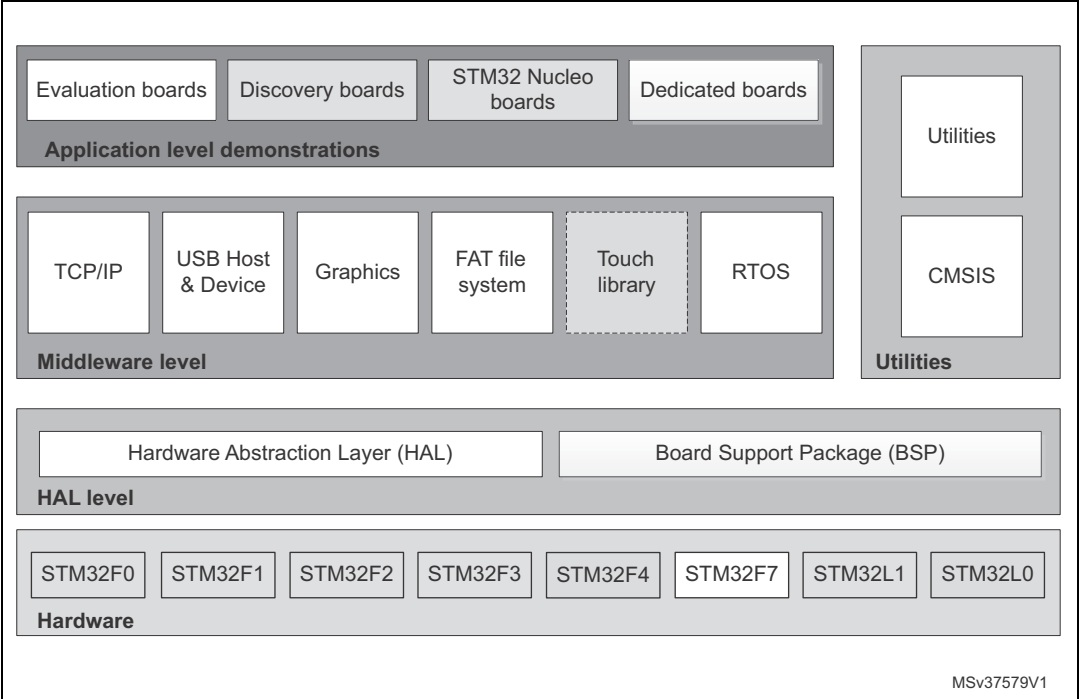 Evaluation boards
Discovery boards
STM32 Nucleo
boards
Dedicated boards
Application level demonstrations
Utilities
CMSIS
Utilities
TCP/IP
USB Host
& Device
Graphics
FAT file
system
Touch
library
RTOS
Middleware level
Hardware Abstraction Layer (HAL)
Board Support Package (BSP)
HAL level
STM32F0
STM32F1
STM32F2
STM32F3
STM32F4
STM32F7
STM32L1
STM32L0
Hardware
MSv37579V1